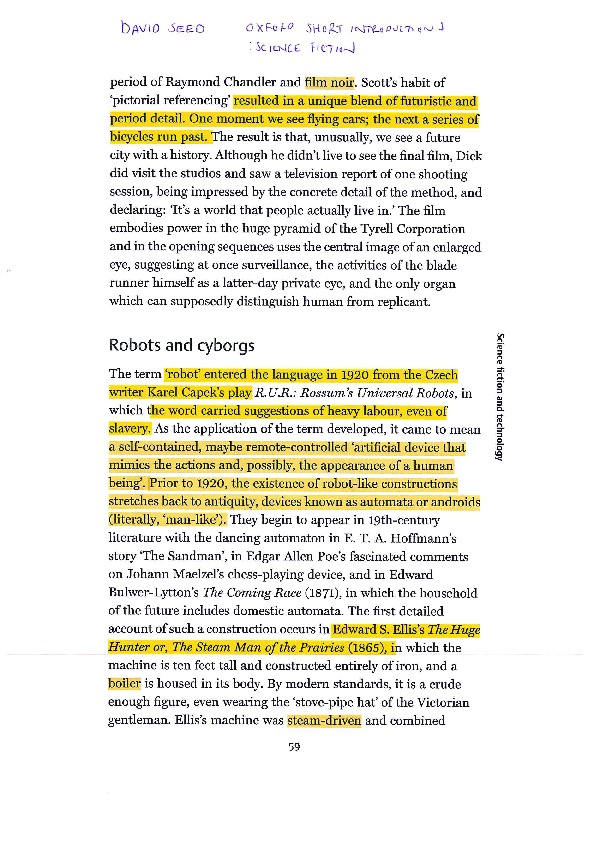 DAVID SEED OXFORD SHORT INTRODUCTIONS
: SCIENCE FICTION
period of Raymond Chandler and film noir. Scott's habit of
'pictorial referencing' resulted in a unique blend of futuristic and
period detail. One moment we see flying cars; the next a series of
bicycles run past. The result is that, unusually, we see a future
city with a history. Although he didn't live to see the final film, Dick
did visit the studios and saw a television report of one shooting
session, being impressed by the concrete detail of the method, and
declaring: 'It's a world that people actually live in.' The film
embodies power in the huge pyramid of the Tyrell Corporation
and in the opening sequences uses the central image of an enlarged
eye, suggesting at once surveillance, the activities of the blade
runner himself as a latter-day private eye, and the only organ
which can supposedly distinguish human from replicant.
Robots and cyborgs
The term 'robot' entered the language in 1920 from the Czech
writer Karel Capek's play R.U.R.: Rossum's Universal Robots, in
which the word carried suggestions of heavy labour, even of
slavery. As the application of the term developed, it came to mean
a self-contained, maybe remote-controlled 'artificial device that
mimics the actions and, possibly, the appearance of a human
being'. Prior to 1920, the existence of robot-like constructions
stretches back to antiquity, devices known as automata or androids
(literally, 'man-like'). They begin to appear in 19th-century
literature with the dancing automaton in E. T. A. Hoffmann's
story 'The Sandman', in Edgar Allen Poe's fascinated comments
on Johann Maelzel's chess-playing device, and in Edward
Bulwer-Lytton's The Coming Race (1871), in which the household
of the future includes domestic automata. The first detailed
account of such a construction occurs in Edward S. Ellis's The Huge
Hunter or, The Steam Man of the Prairies (1865), in which the
machine is ten feet tall and constructed entirely of iron, and a
boiler is housed in its body. By modern standards, it is a crude
enough figure, even wearing the 'stove-pipe hat' of the Victorian
gentleman. Ellis's machine was steam-driven and combined
59
Science fiction and technology